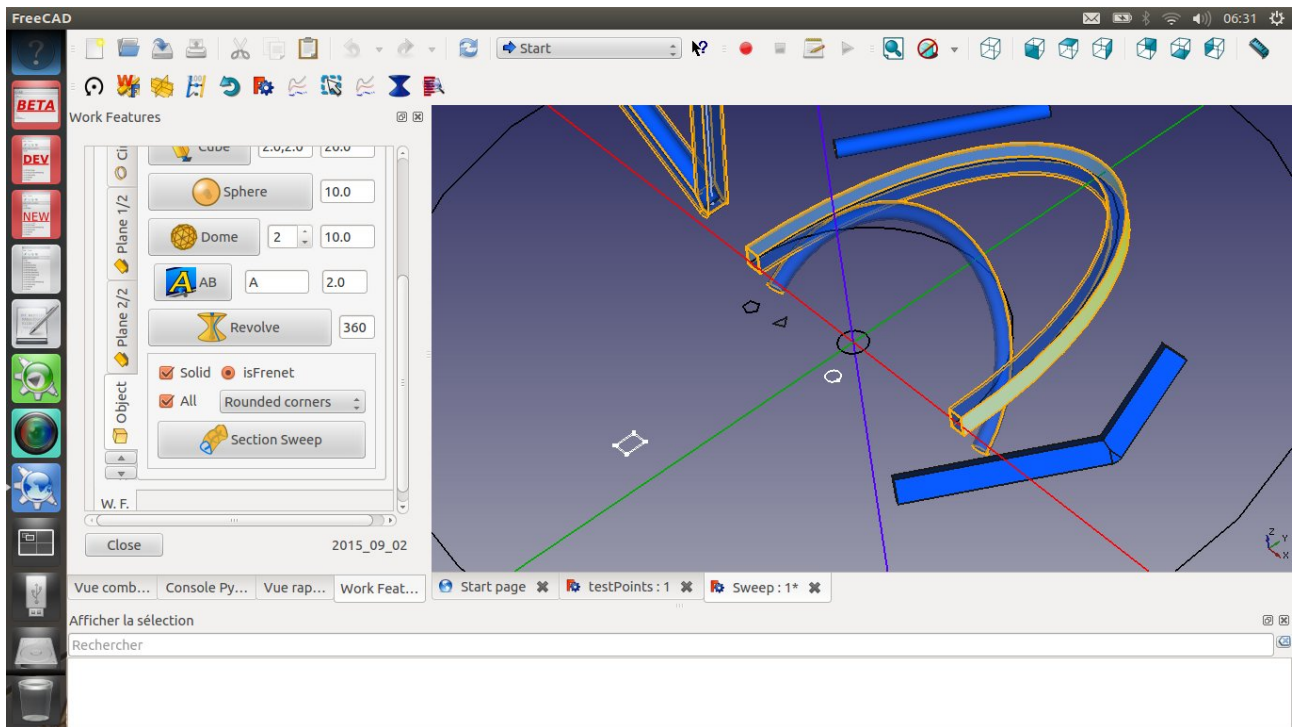 FreeCAD
06:31
Start
BETA
DEV
NEW
Work Features
Cube
2.0,2.0
20.0
Sphere
10.0
Dome
2
10.0
AB
A
2.0
Revolve
360
Solid
isFrenet
All
Rounded corners
Section Sweep
Plane 1/2
Plane 2/2
Object
W. F.
Close
2015_09_02
Vue comb...
Console Py...
Vue rap...
Work Feat...
Start page
testPoints : 1
Sweep : 1*
Z
Y
X
Afficher la sélection
Rechercher